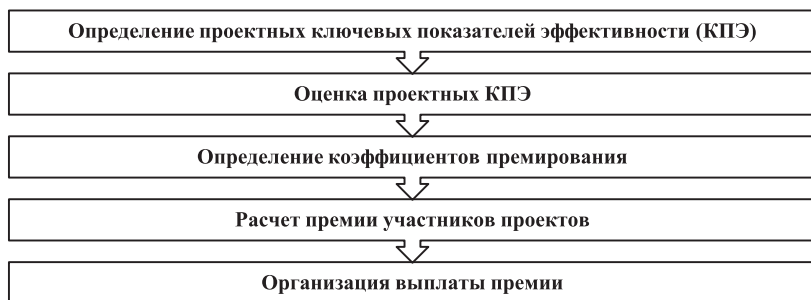 Определение проектных ключевых показателей эффективности (КПЭ)
Оценка проектных КПЭ
Определение коэффициентов премирования
Расчет премии участников проектов
Организация выплаты премии